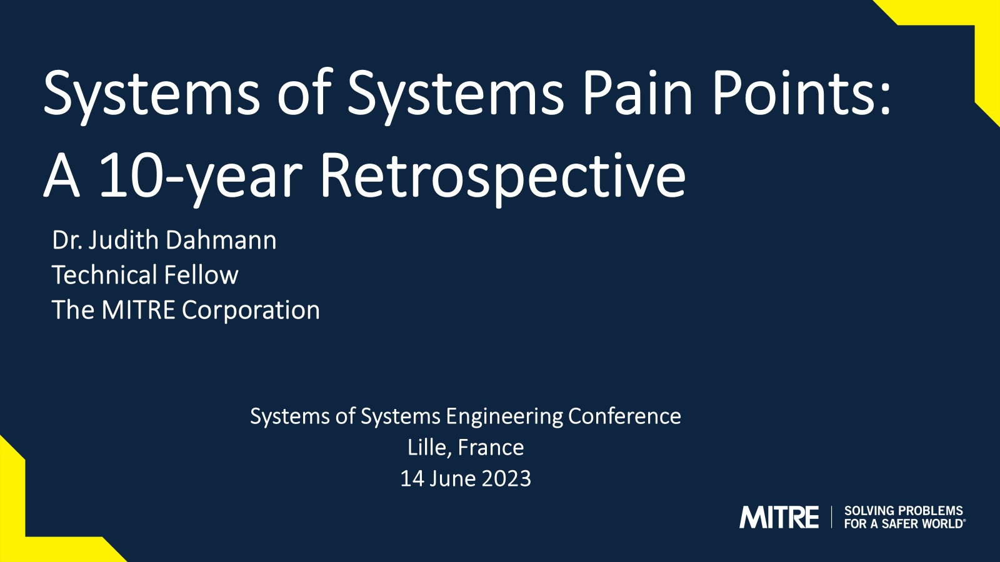 Systems of Systems Pain Points:
A 10-year Retrospective
Dr. Judith Dahmann
Technical Fellow
The MITRE Corporation
Systems of Systems Engineering Conference
Lille, France
14 June 2023
MITRE | SOLVING PROBLEMS
FOR A SAFER WORLD®